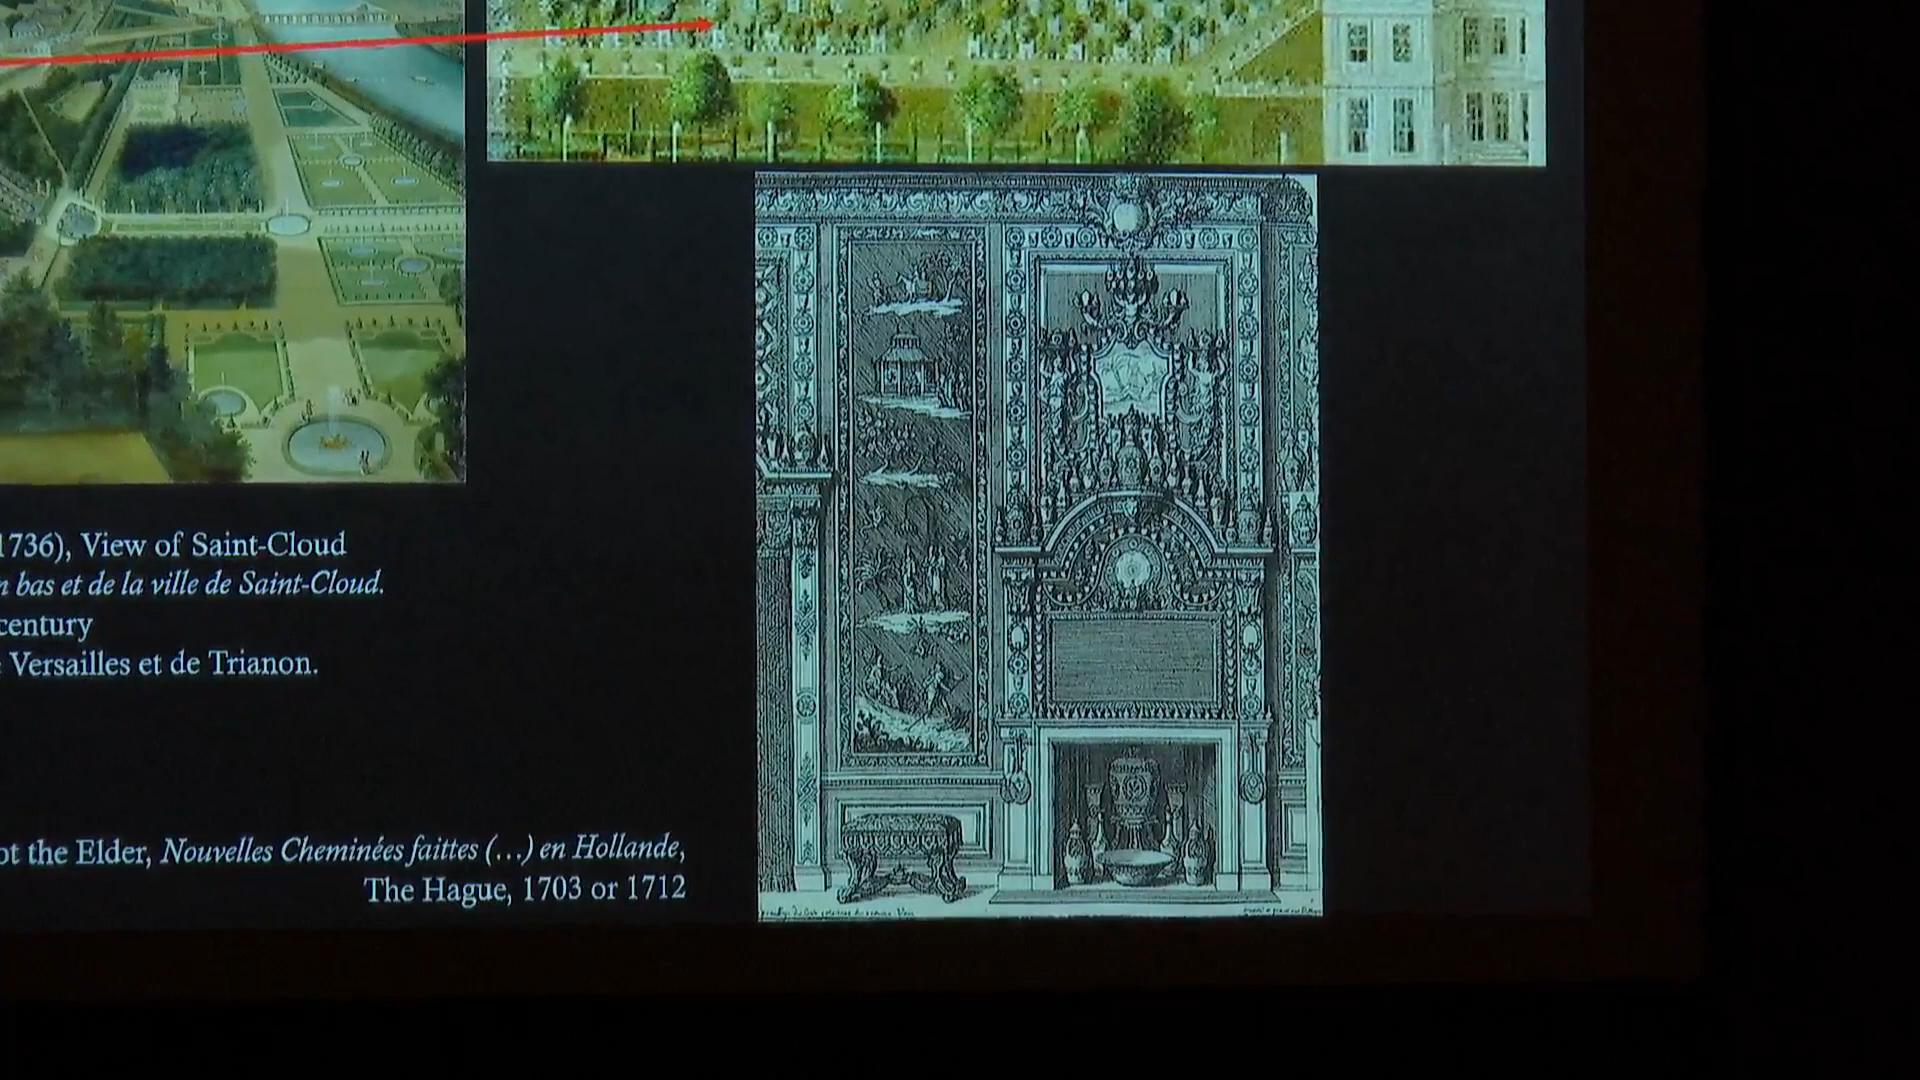 1736), View of Saint-Cloud
n bas et de la ville de Saint-Cloud.
century
Versailles et de Trianon.
ot the Elder, Nouvelles Cheminées faittes (...) en Hollande,
The Hague, 1703 or 1712